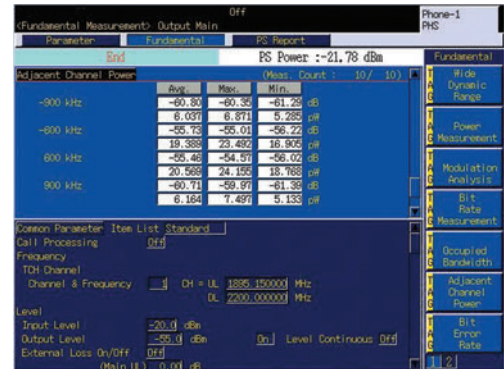 Off
<Fundamental Measurement> Output Main
Phone-1
PHS
Parameter Fundamental PS Report
End PS Power :-21.78 dBm
Fundamental
Adjacent Channel Power (Meas. Count : 10/ 10)
Avg. Max. Min.
-900 kHz -60.80 -60.35 -61.29 dB
6.037 6.871 5.285 pW
-600 kHz -55.73 -55.01 -56.22 dB
19.389 23.492 16.905 pW
600 kHz -55.46 -54.57 -56.02 dB
20.569 24.155 18.768 pW
900 kHz -60.71 -59.97 -61.39 dB
6.164 7.497 5.133 pW
Common Parameter Item List Standard
Call Processing Off
Frequency
TCH Channel
Channel & Frequency 1 CH = UL 1895.150000 MHz
DL 2200.000000 MHz
Level
Input Level -20.0 dBm
Output Level -55.0 dBm On Level Continuous Off
External Loss On/Off Off
(Main UL) 0.00 dB
TAG Wide Dynamic Range
TAG Power Measurement
TAG Modulation Analysis
TAG Bit Rate Measurement
TAG Occupied Bandwidth
TAG Adjacent Channel Power
TAG Bit Error Rate
1 2